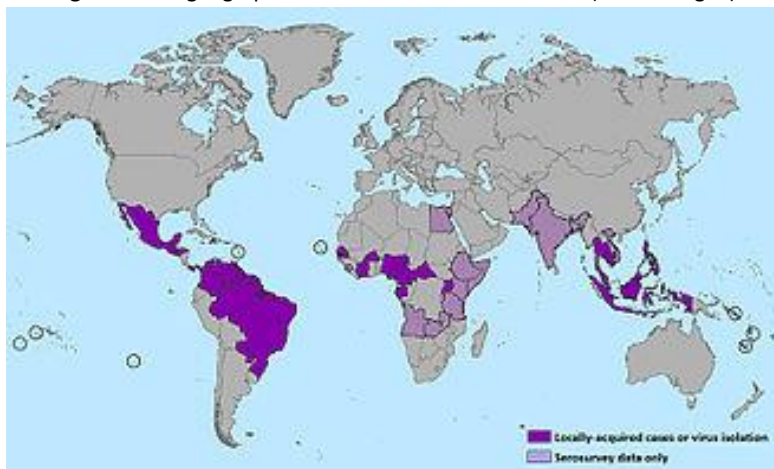 Locally-acquired cases or virus isolation
Serosurvey data only